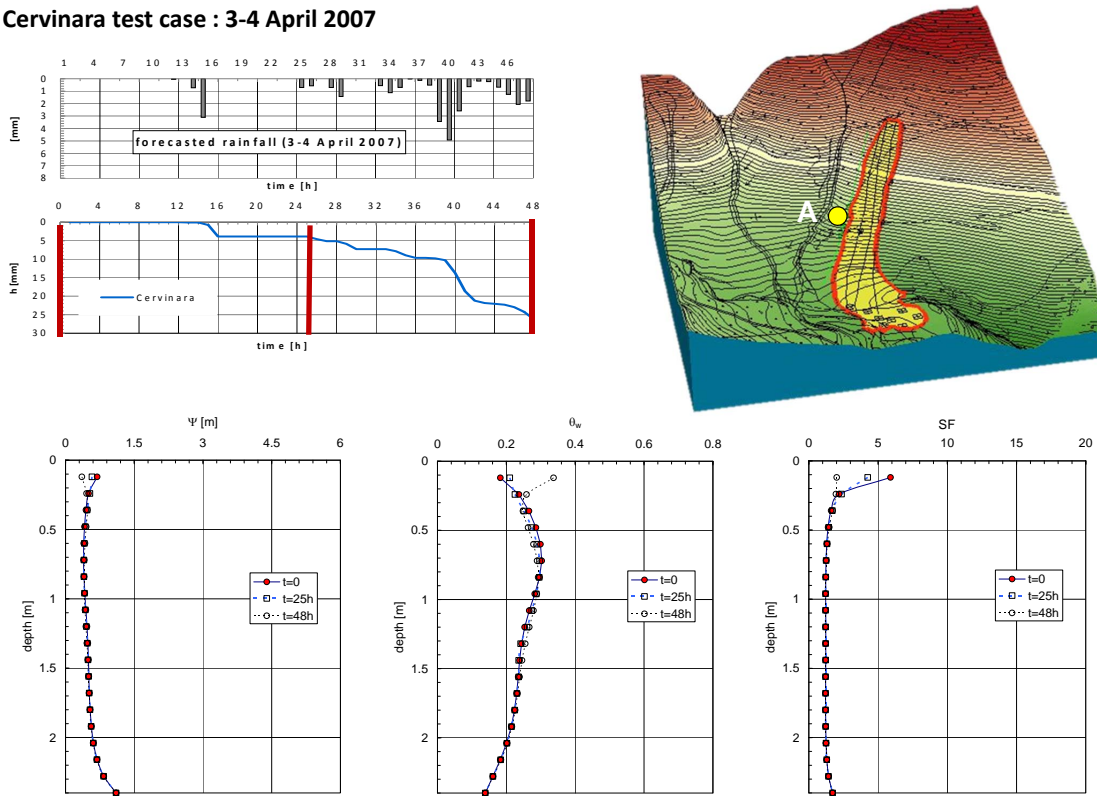 Cervinara test case : 3-4 April 2007
1 4 7 10 13 16 19 22 25 28 31 34 37 40 43 46
0
1
2
3
4
5
6
7
8
[mm]
forecasted rainfall (3-4 April 2007)
time [h]
0 4 8 12 16 20 24 28 32 36 40 44 48
0
5
10
15
20
25
30
h [mm]
Cervinara
time [h]
A
Ψ [m]
0 1.5 3 4.5 6
0
0.5
1
1.5
2
depth [m]
t=0
t=25h
t=48h
θw
0 0.2 0.4 0.6 0.8
0
0.5
1
1.5
2
depth [m]
t=0
t=25h
t=48h
SF
0 5 10 15 20
0
0.5
1
1.5
2
depth [m]
t=0
t=25h
t=48h